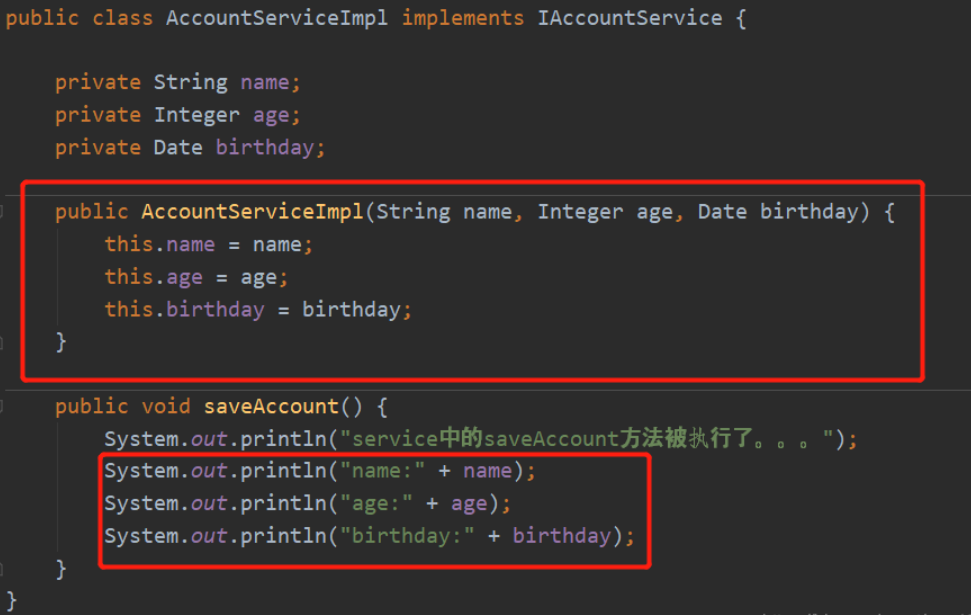 public class AccountServiceImpl implements IAccountService {
private String name;
private Integer age;
private Date birthday;
public AccountServiceImpl(String name, Integer age, Date birthday) {
this.name = name;
this.age = age;
this.birthday = birthday;
}
public void saveAccount() {
System.out.println("service中的saveAccount方法被执行了。。。");
System.out.println("name:" + name);
System.out.println("age:" + age);
System.out.println("birthday:" + birthday);
}
}